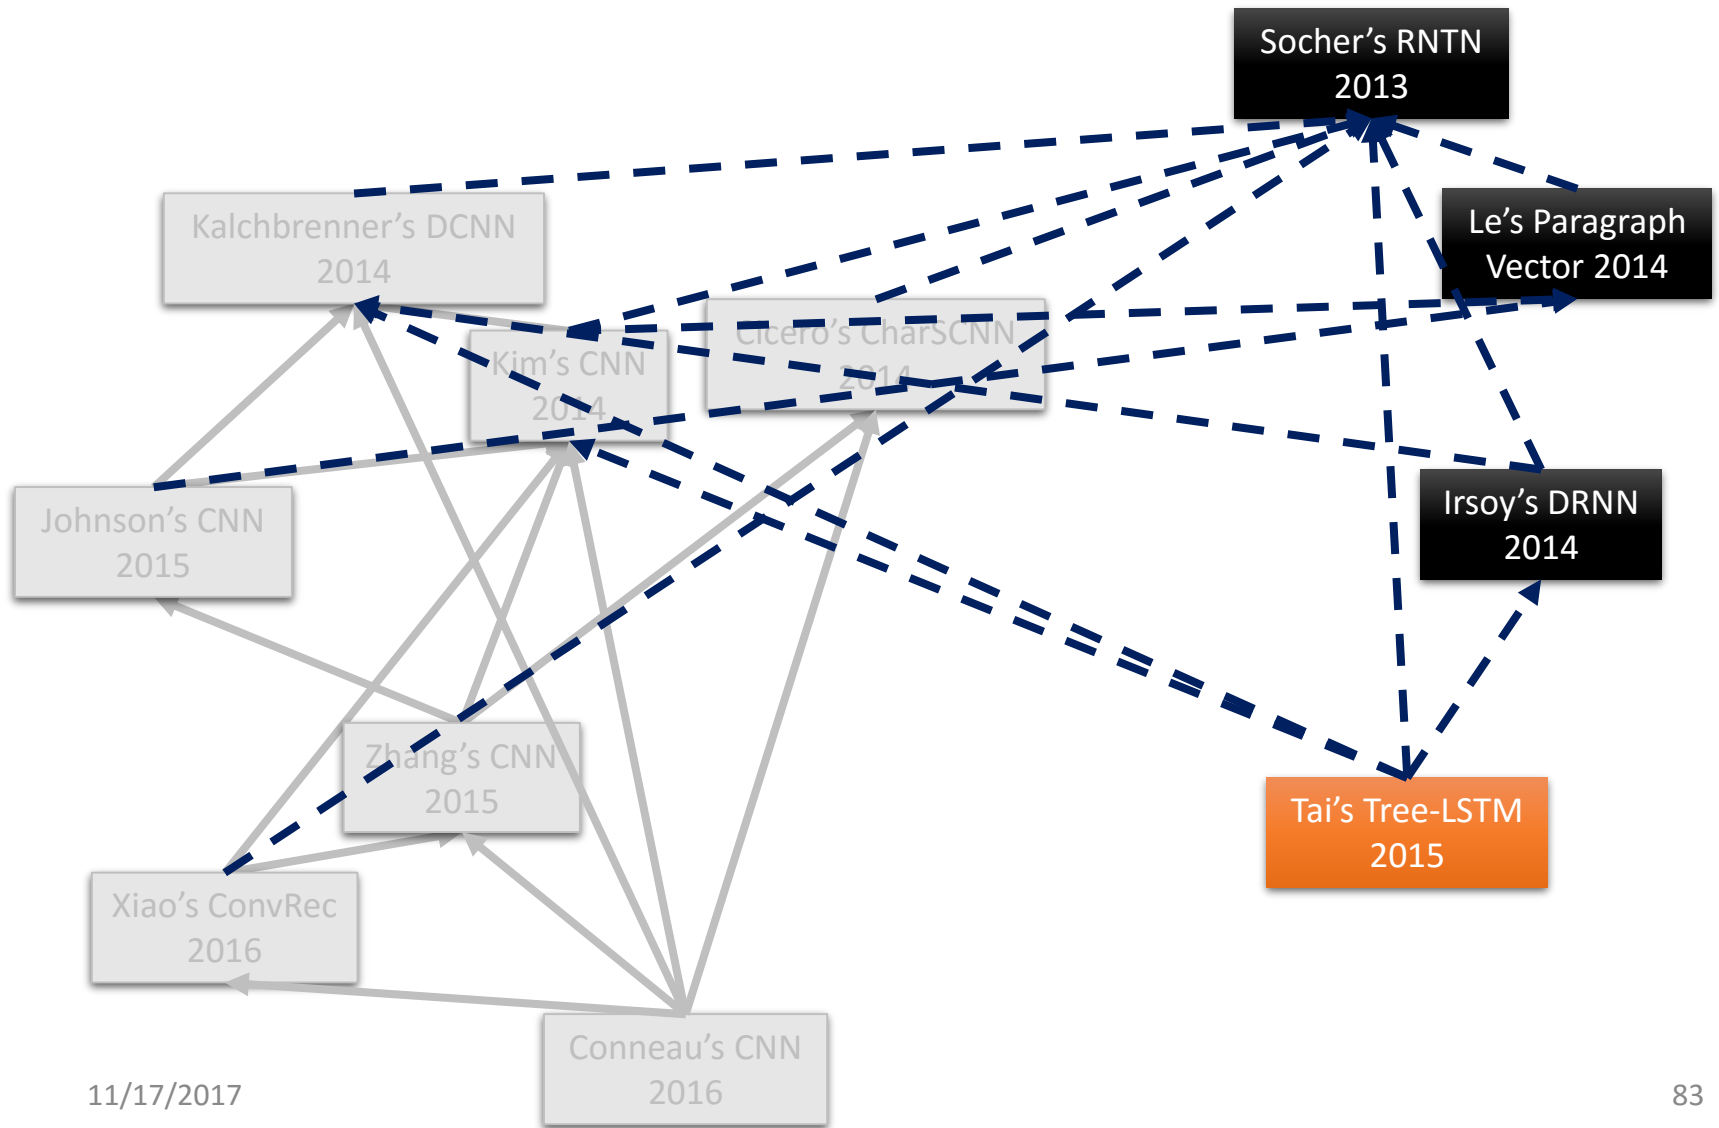 Socher’s RNTN
2013
Kalchbrenner’s DCNN
2014
Le’s Paragraph
Vector 2014
Cicero’s CharSCNN
2014
Kim’s CNN
2014
Johnson’s CNN
2015
Irsoy’s DRNN
2014
Zhang’s CNN
2015
Tai’s Tree-LSTM
2015
Xiao’s ConvRec
2016
Conneau’s CNN
2016
11/17/2017
83